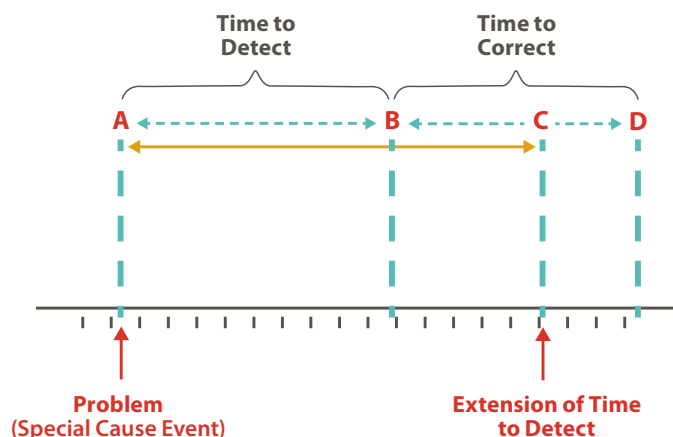 Time to
Detect
Time to
Correct
A
B
C
D
Problem
(Special Cause Event)
Extension of Time
to Detect